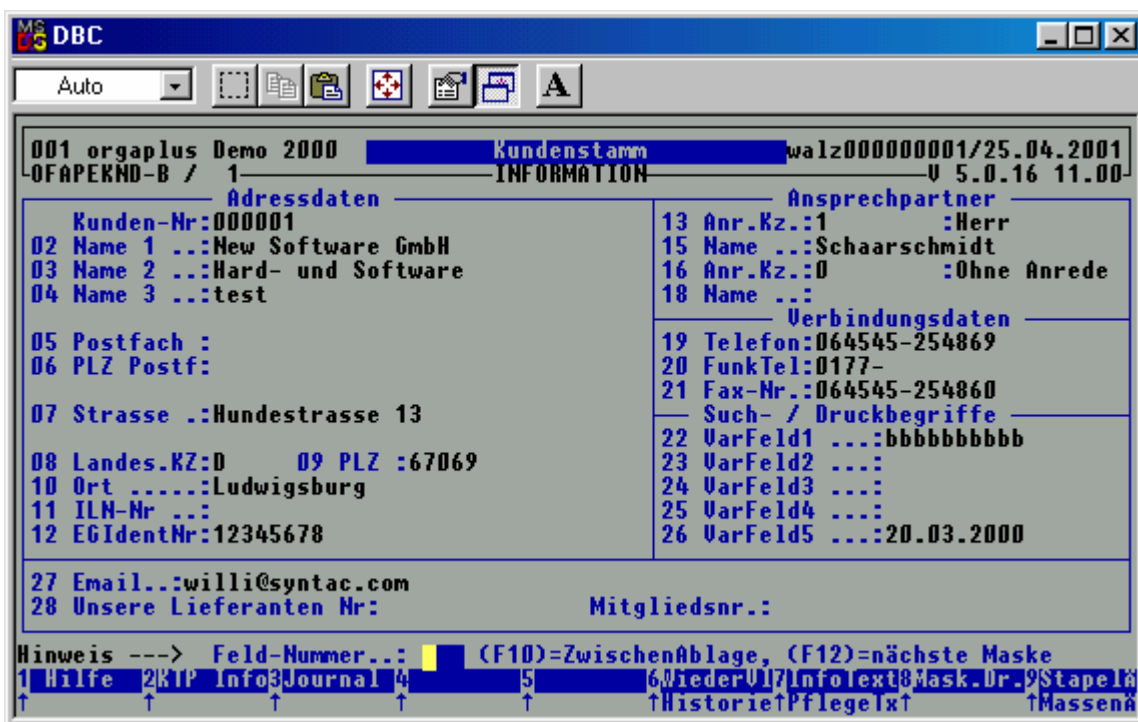 MS DOS DBC
Auto A
001 orgaplus Demo 2000 Kundenstamm walz000000001/25.04.2001
OFAPEKND-B / 1 INFORMATION V 5.0.16 11.00
Adressdaten
Kunden-Nr:000001
02 Name 1 ..:New Software GmbH
03 Name 2 ..:Hard- und Software
04 Name 3 ..:test
05 Postfach :
06 PLZ Postf:
07 Strasse .:Hundestrasse 13
08 Landes.KZ:D 09 PLZ :67069
10 Ort .....:Ludwigsburg
11 ILN-Nr ..:
12 EGIdentNr:12345678
Ansprechpartner
13 Anr.Kz.:1 :Herr
15 Name ..:Schaarschmidt
16 Anr.Kz.:0 :Ohne Anrede
18 Name ..:
Verbindungsdaten
19 Telefon:064545-254869
20 FunkTel:0177-
21 Fax-Nr.:064545-254860
Such- / Druckbegriffe
22 VarFeld1 ...:bbbbbbbbbb
23 VarFeld2 ...:
24 VarFeld3 ...:
25 VarFeld4 ...:
26 VarFeld5 ...:20.03.2000
27 Email..:willi@syntac.com
28 Unsere Lieferanten Nr: Mitgliedsnr.:
Hinweis ---> Feld-Nummer..: (F10)=ZwischenAblage, (F12)=nächste Maske
1 Hilfe 2KTP Info3Journal 4 5 6WiederVl7InfoText8Mask.Dr.9StapelÄ
↑ ↑ ↑ ↑ ↑ ↑Historie↑PflegeTx↑ ↑MassenÄ